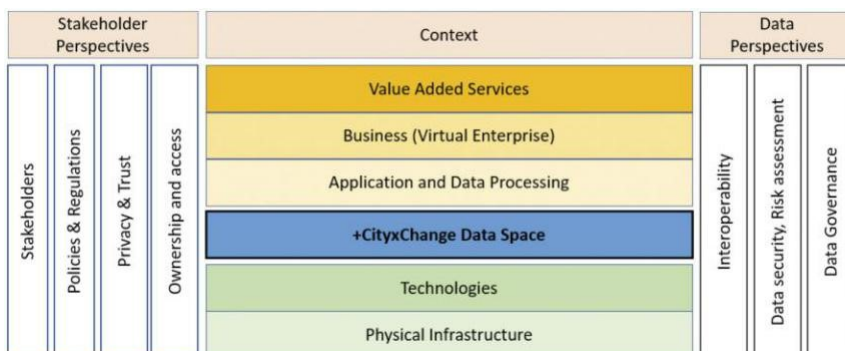 Stakeholder
Perspectives
Context
Data
Perspectives
Stakeholders
Policies & Regulations
Privacy & Trust
Ownership and access
Value Added Services
Business (Virtual Enterprise)
Application and Data Processing
+CityxChange Data Space
Technologies
Physical Infrastructure
Interoperability
Data security, Risk assessment
Data Governance